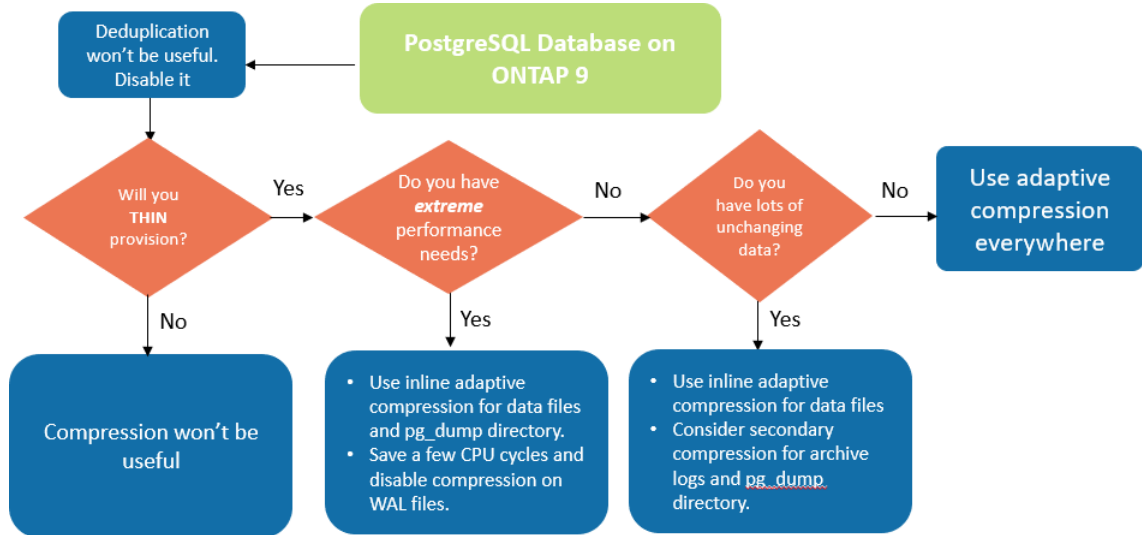 PostgreSQL Database on
ONTAP 9
Deduplication
won't be useful.
Disable it
Will you
THIN
provision?
Yes
No
Compression won't be
useful
Do you have
extreme
performance
needs?
No
Yes
• Use inline adaptive
compression for data files
and pg_dump directory.
• Save a few CPU cycles and
disable compression on
WAL files.
Do you
have lots of
unchanging
data?
No
Yes
• Use inline adaptive
compression for data files
• Consider secondary
compression for archive
logs and pg_dump
directory.
Use adaptive
compression
everywhere